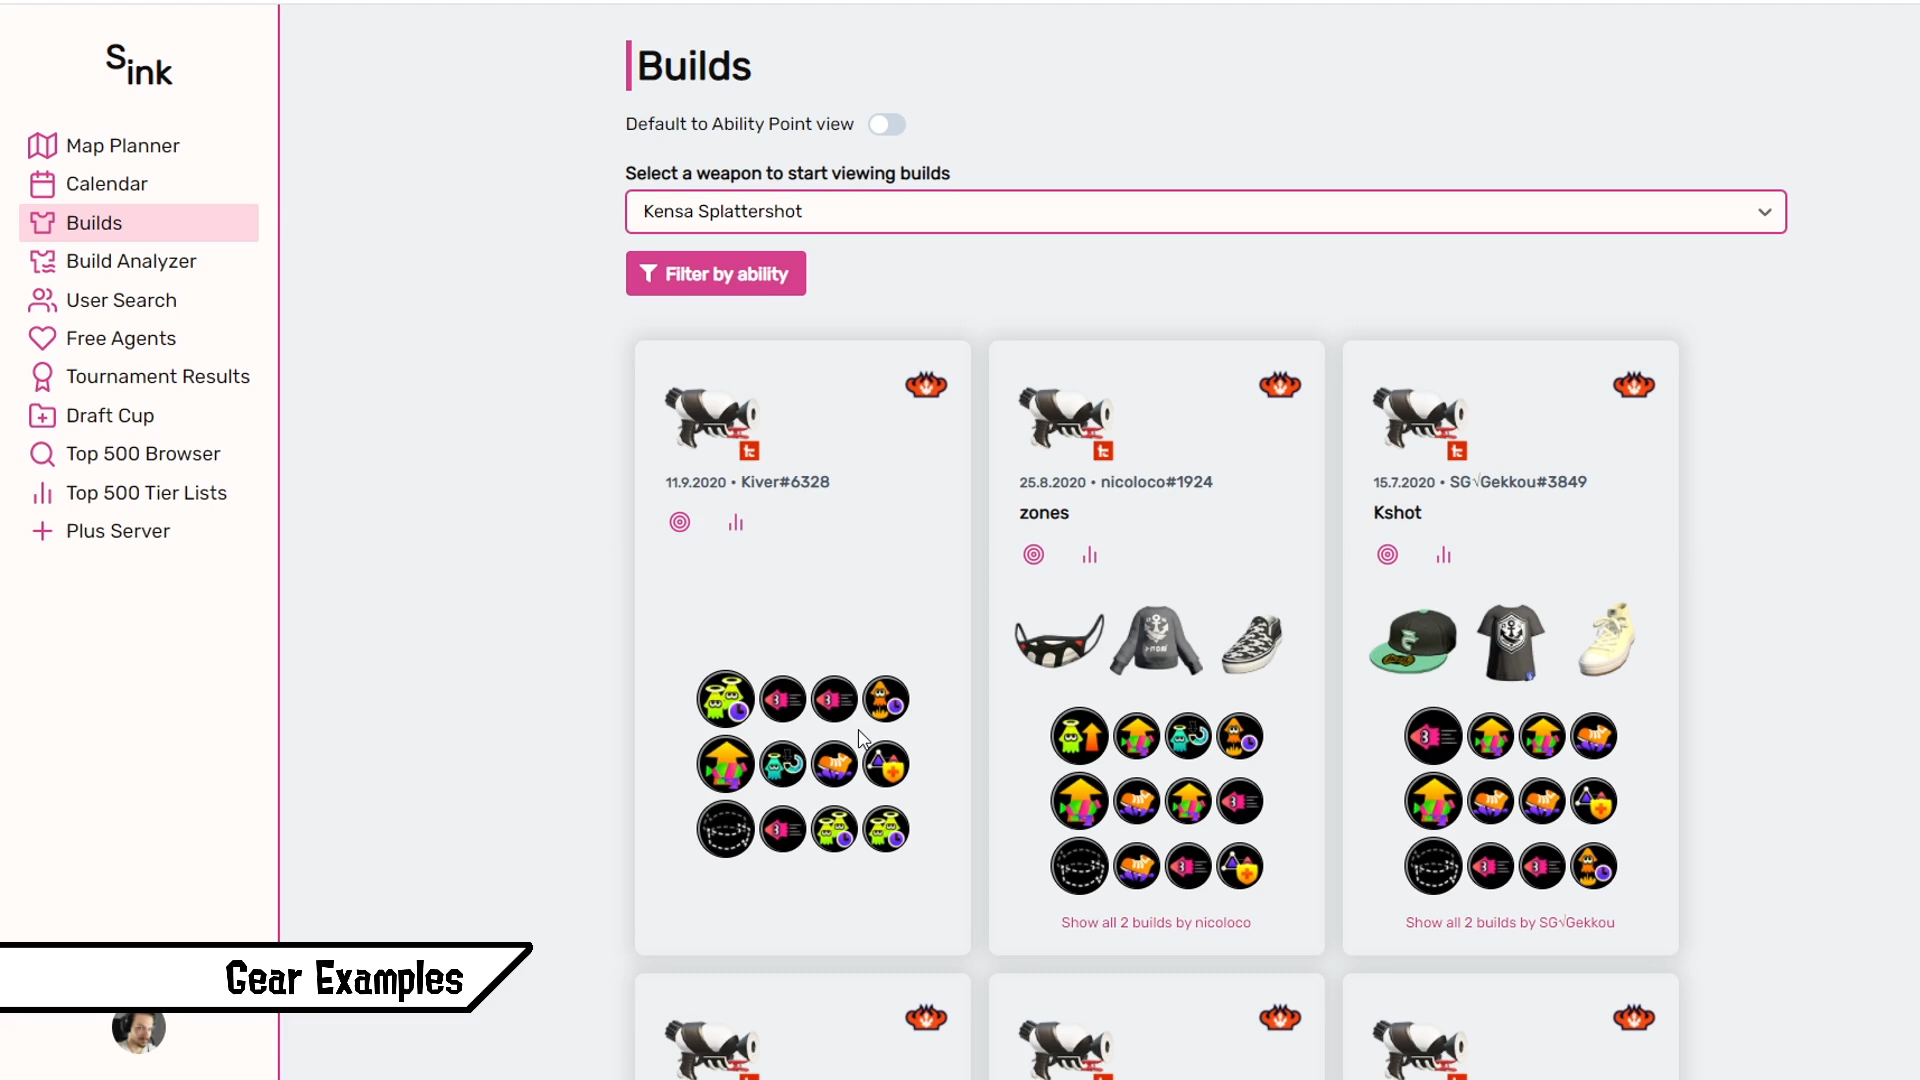 Sink
Map Planner
Calendar
Builds
Build Analyzer
User Search
Free Agents
Tournament Results
Draft Cup
Top 500 Browser
Top 500 Tier Lists
Plus Server
Builds
Default to Ability Point view
Select a weapon to start viewing builds
Kensa Splattershot
Filter by ability
11.9.2020 • Kiver#6328
25.8.2020 • nicoloco#1924
zones
Show all 2 builds by nicoloco
15.7.2020 • SG√Gekkou#3849
Kshot
Show all 2 builds by SG√Gekkou
Gear Examples